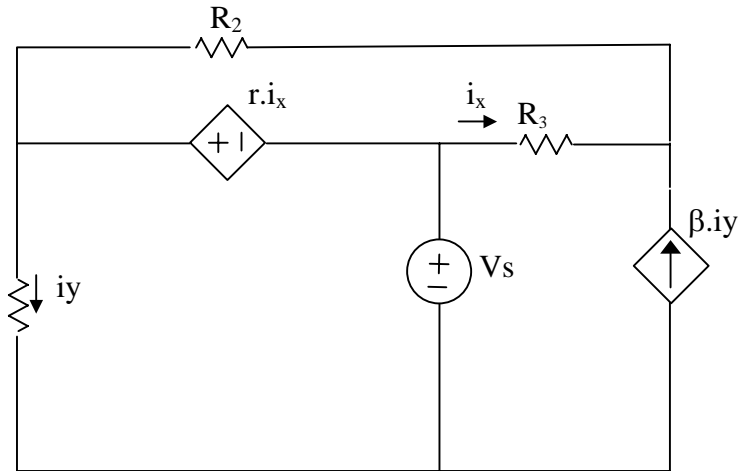 R₂
r.iₓ
iₓ
R₃
+ −
β.iy
iy
+
−
Vs